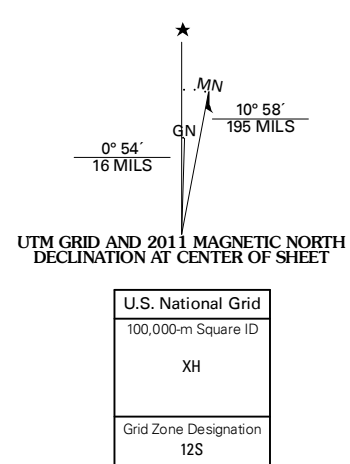 MN
GN
10° 58´
195 MILS
0° 54´
16 MILS
UTM GRID AND 2011 MAGNETIC NORTH
DECLINATION AT CENTER OF SHEET
U.S. National Grid
100,000-m Square ID
XH
Grid Zone Designation
12S